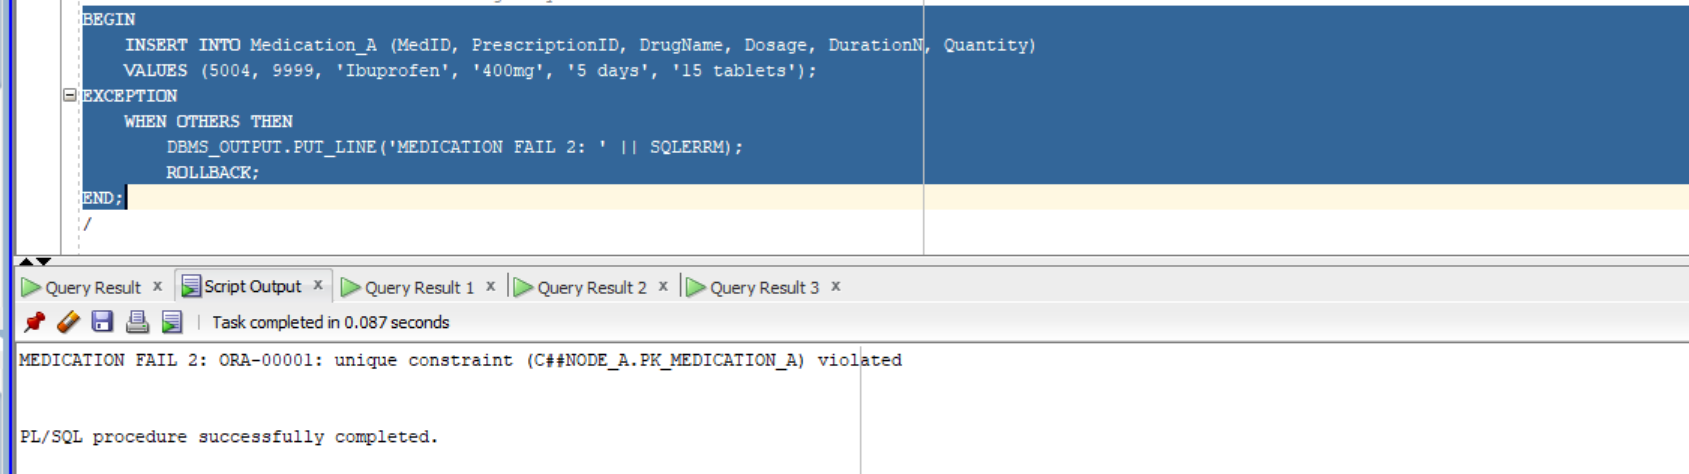 BEGIN
INSERT INTO Medication_A (MedID, PrescriptionID, DrugName, Dosage, DurationN, Quantity)
VALUES (5004, 9999, 'Ibuprofen', '400mg', '5 days', '15 tablets');
EXCEPTION
WHEN OTHERS THEN
DBMS_OUTPUT.PUT_LINE('MEDICATION FAIL 2: ' || SQLERRM);
ROLLBACK;
END;
/
Query Result x Script Output x Query Result 1 x Query Result 2 x Query Result 3 x
Task completed in 0.087 seconds
MEDICATION FAIL 2: ORA-00001: unique constraint (C##NODE_A.PK_MEDICATION_A) violated
PL/SQL procedure successfully completed.